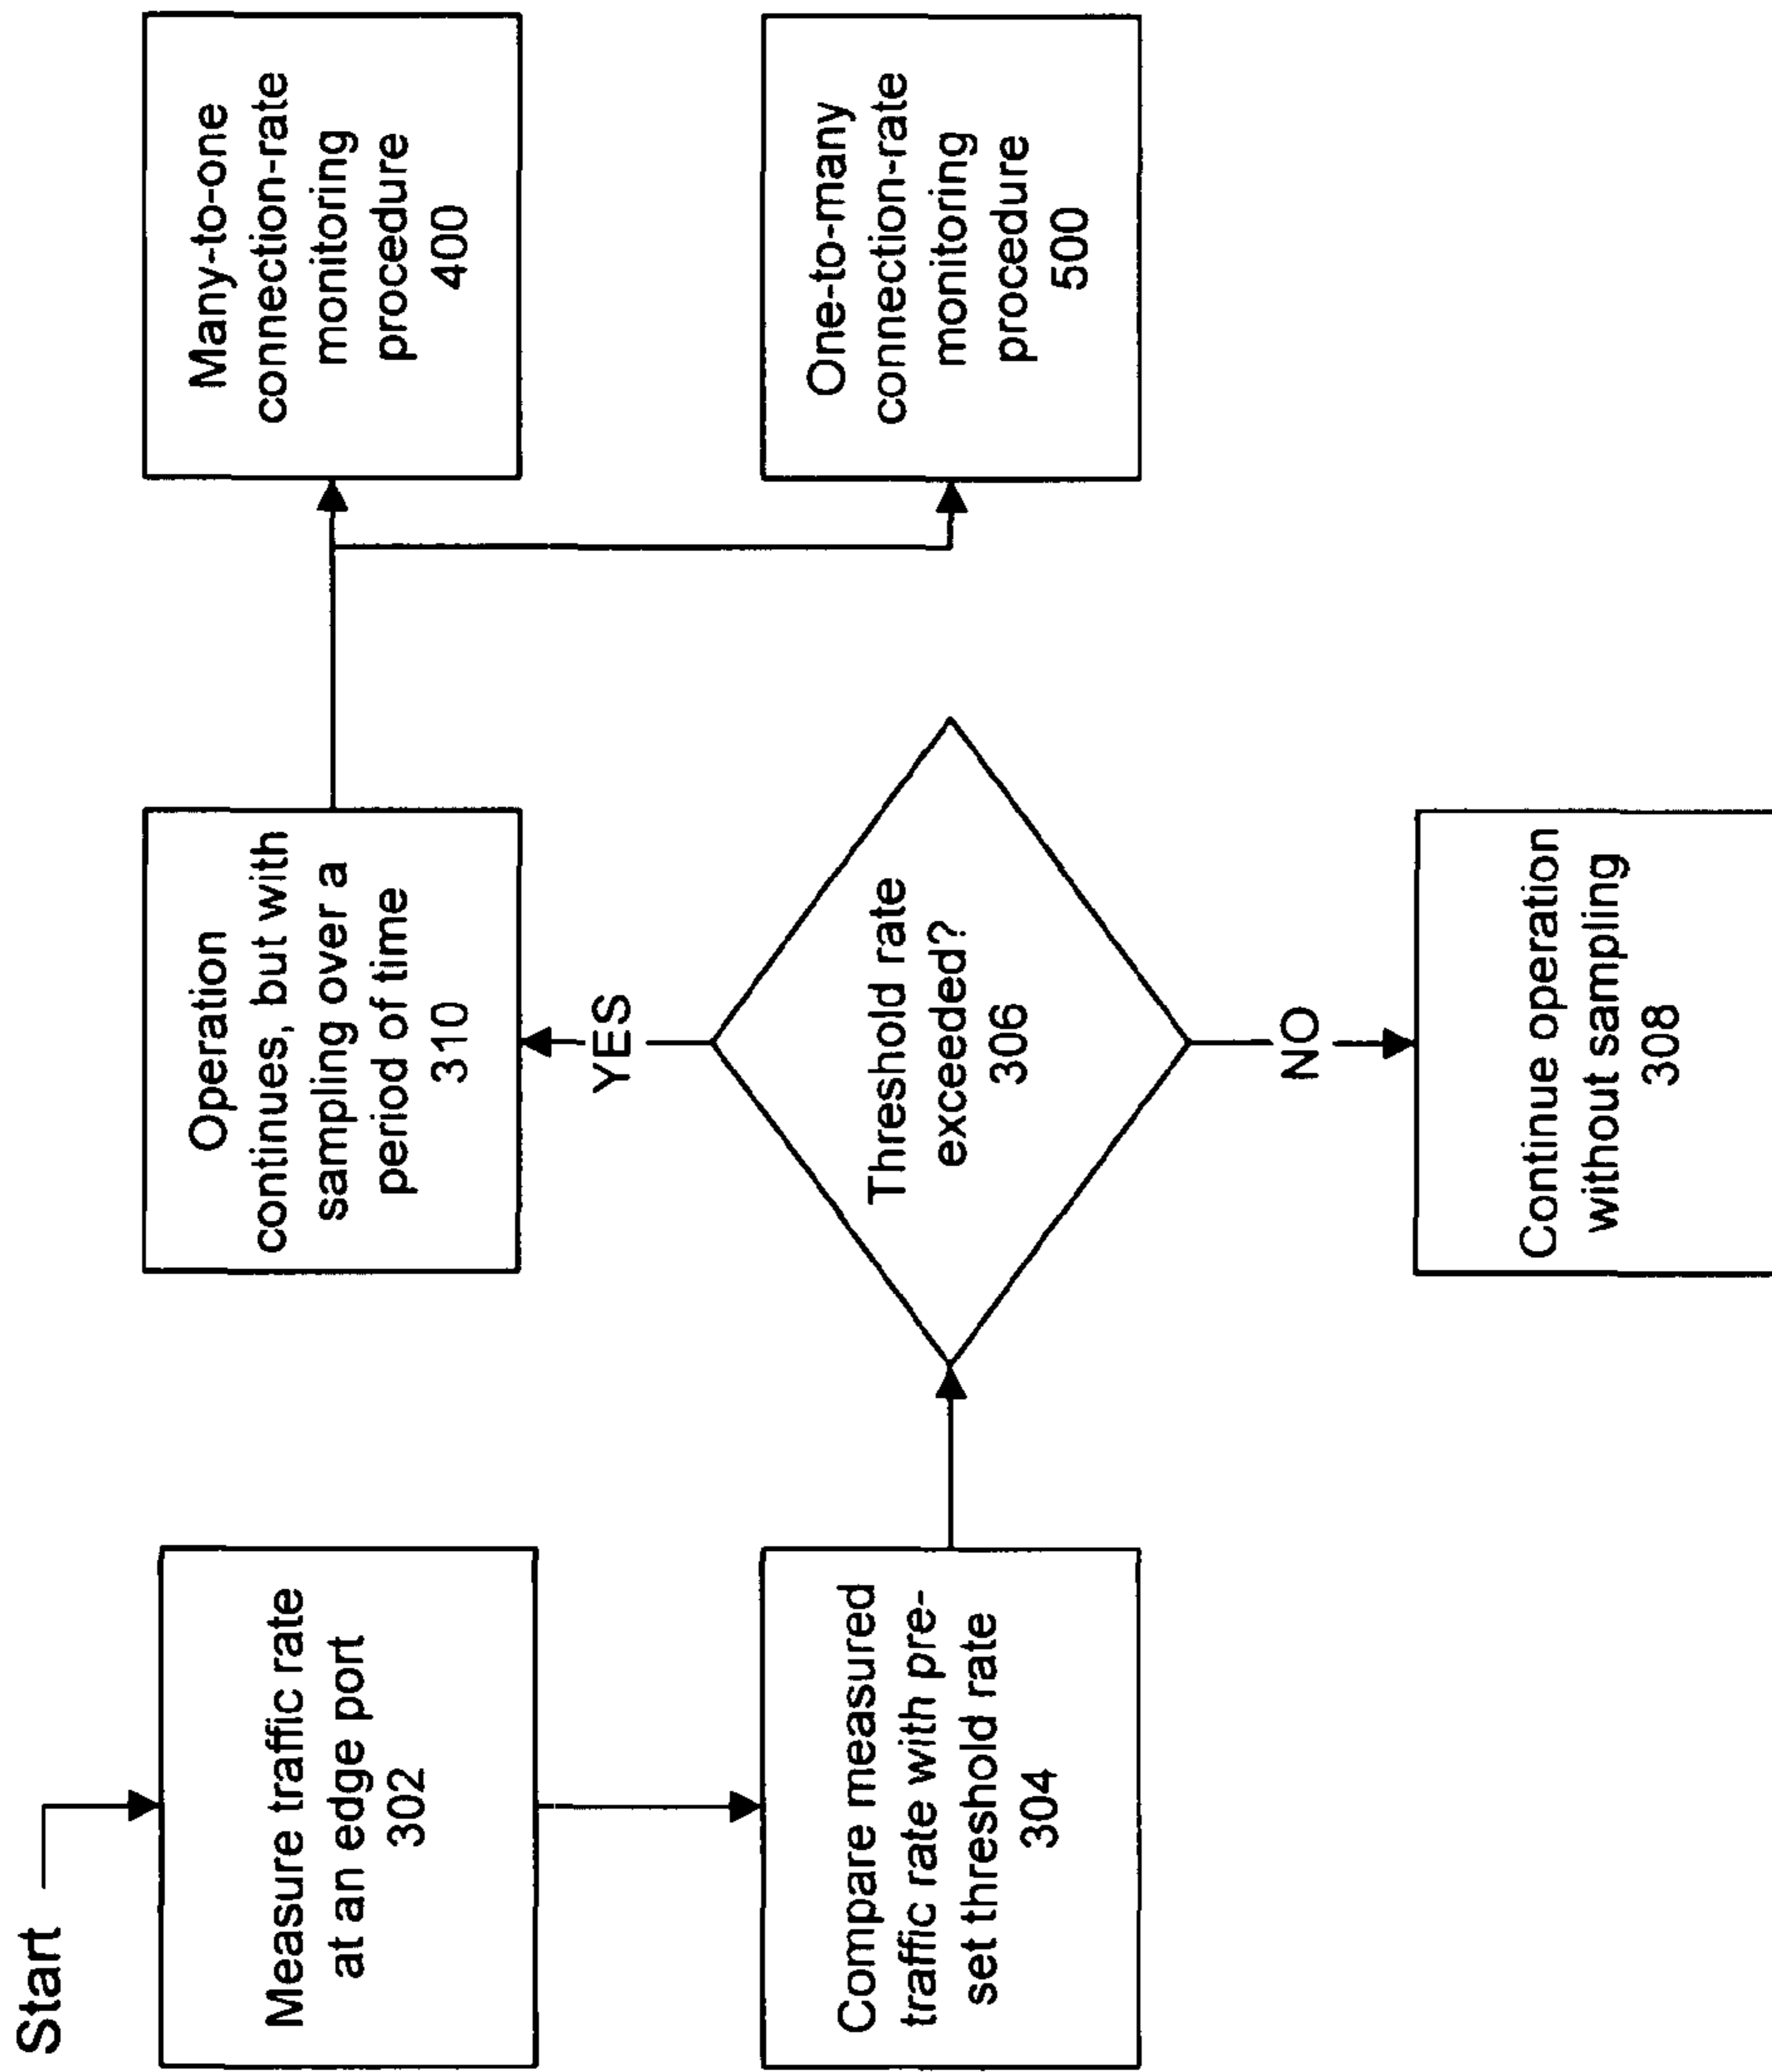 Start
Measure traffic rate
at an edge port
302
Compare measured
traffic rate with pre-
set threshold rate
304
Threshold rate
exceeded?
306
YES
NO
Operation
continues, but with
sampling over a
period of time
310
Continue operation
without sampling
308
Many-to-one
connection-rate
monitoring
procedure
400
One-to-many
connection-rate
monitoring
procedure
500